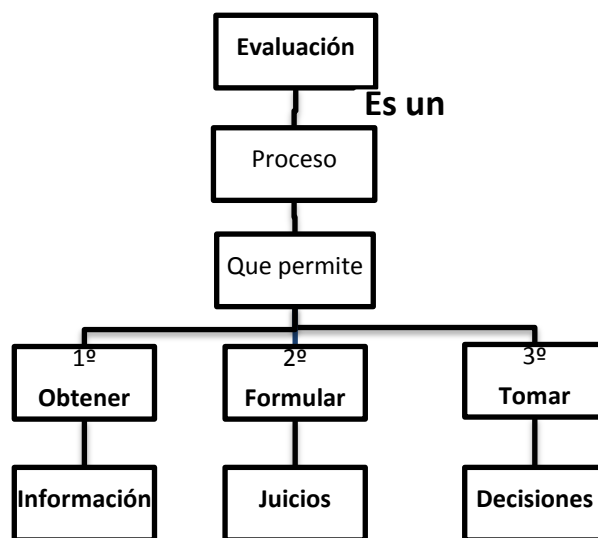 Evaluación
Es un
Proceso
Que permite
1º
Obtener
2º
Formular
3º
Tomar
Información
Juicios
Decisiones